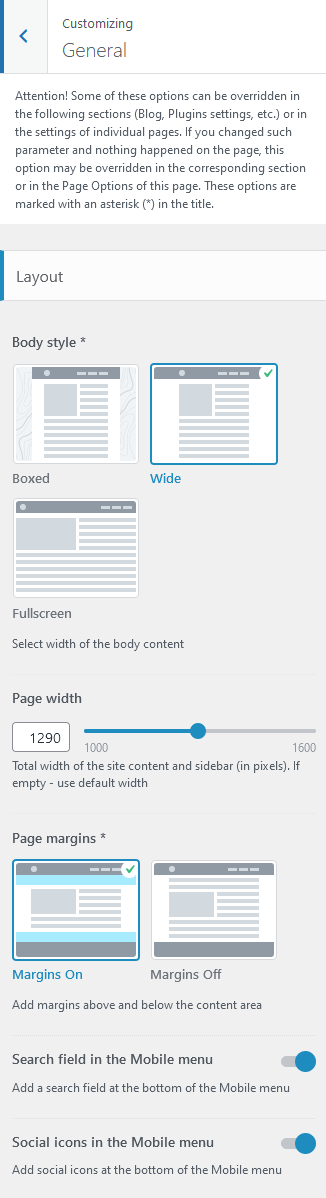 Customizing
General
Attention! Some of these options can be overridden in
the following sections (Blog, Plugins settings, etc.) or in
the settings of individual pages. If you changed such
parameter and nothing happened on the page, this
option may be overridden in the corresponding section
or in the Page Options of this page. These options are
marked with an asterisk (*) in the title.
Layout
Body style *
Boxed
Wide
Fullscreen
Select width of the body content
Page width
1290
1000
1600
Total width of the site content and sidebar (in pixels). If
empty - use default width
Page margins *
Margins On
Margins Off
Add margins above and below the content area
Search field in the Mobile menu
Add a search field at the bottom of the Mobile menu
Social icons in the Mobile menu
Add social icons at the bottom of the Mobile menu